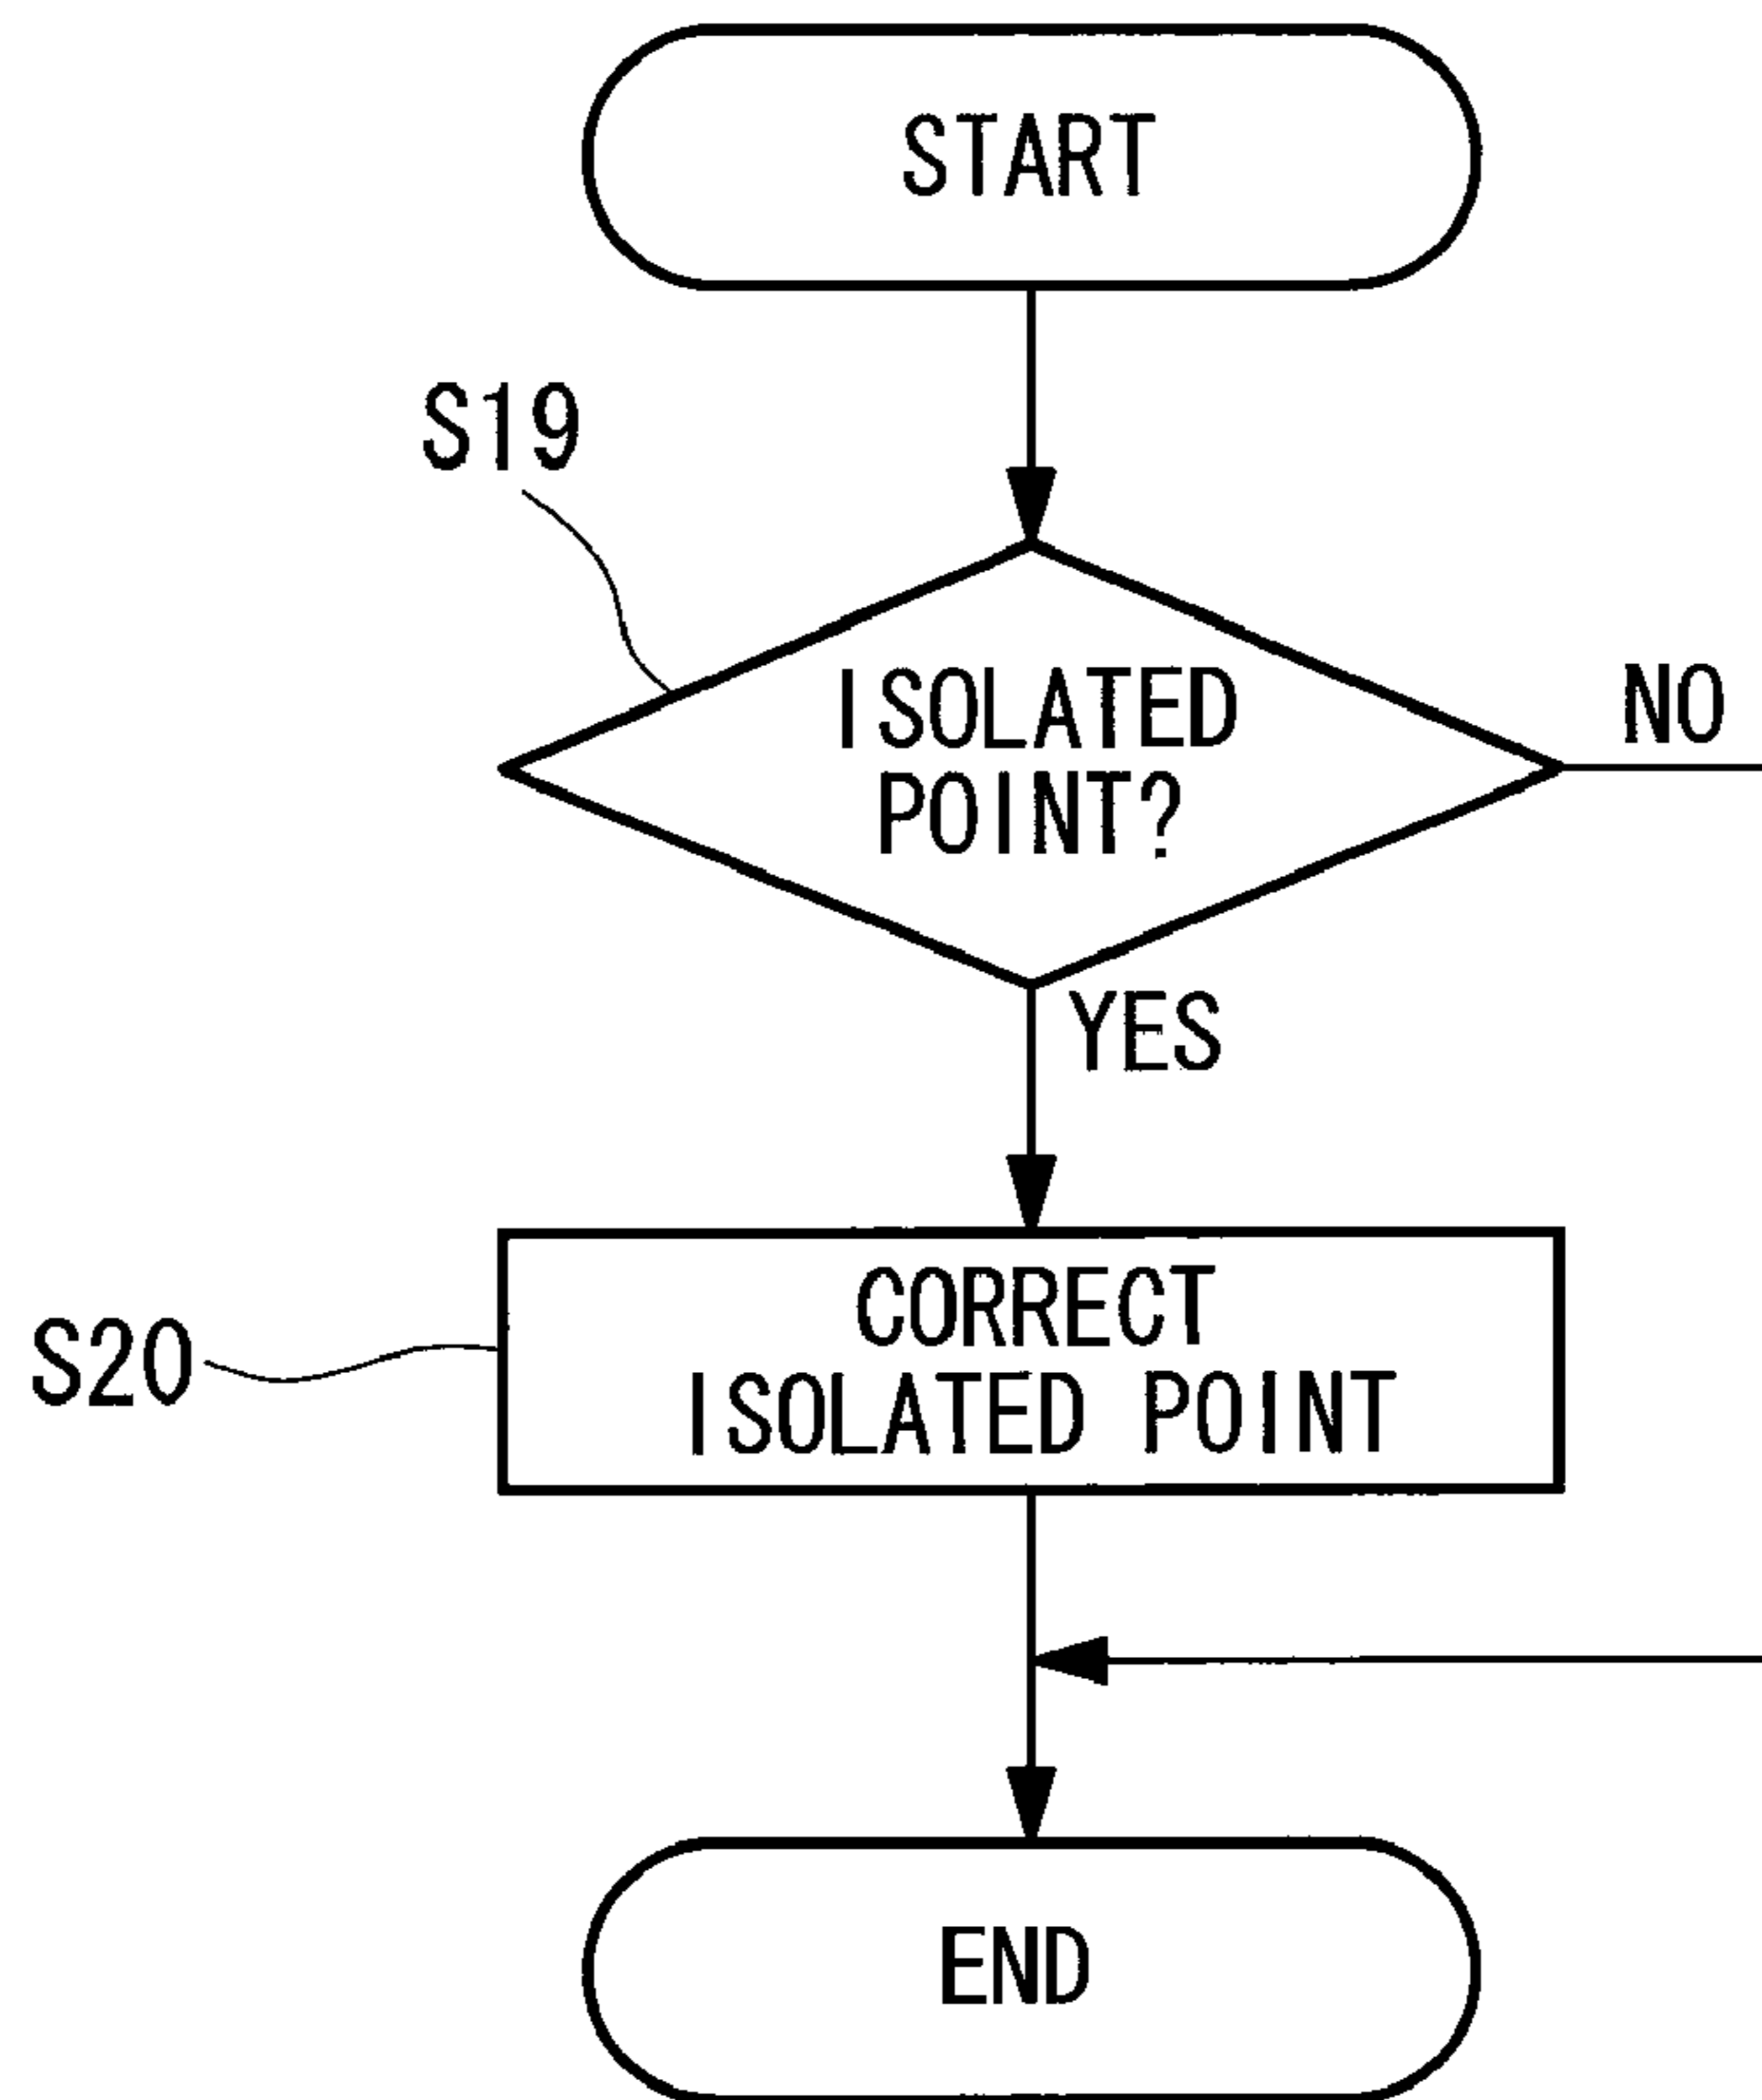 START
S19
ISOLATED
POINT?
NO
YES
CORRECT
ISOLATED POINT
S20
END